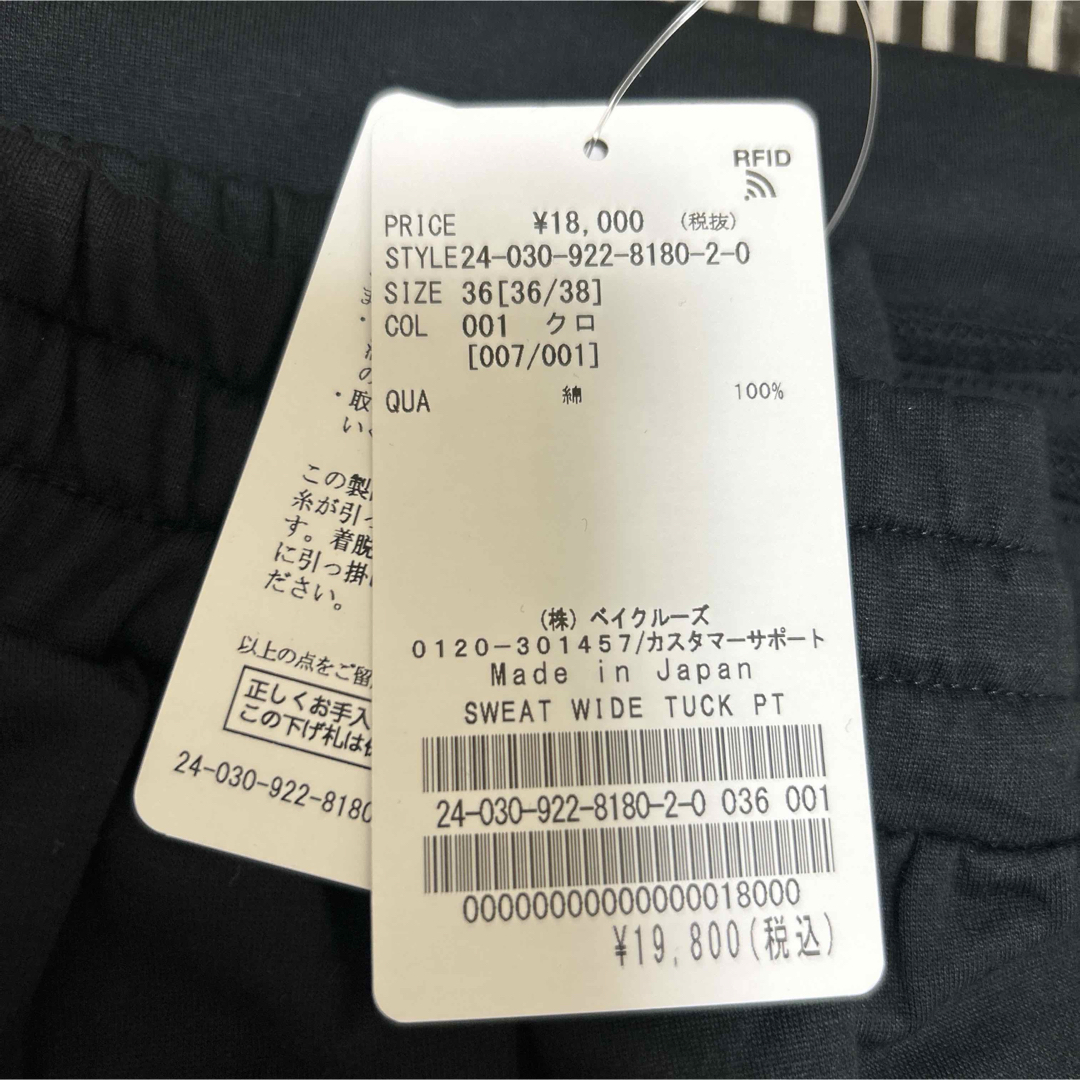 RFID
PRICE ¥18,000 (税抜)
STYLE24-030-922-8180-2-0
SIZE 36[36/38]
COL 001 クロ
[007/001]
QUA 綿 100%
(株) ベイクルーズ
0120-301457/カスタマーサポート
Made in Japan
SWEAT WIDE TUCK PT
24-030-922-8180-2-0 036 001
00000000000000018000
¥19,800(税込)
の
・取
いく
この製
糸が引っ
す。着脱
に引っ掛
ださい。
以上の点をご留
正しくお手入
この下げ札は
24-030-922-8180